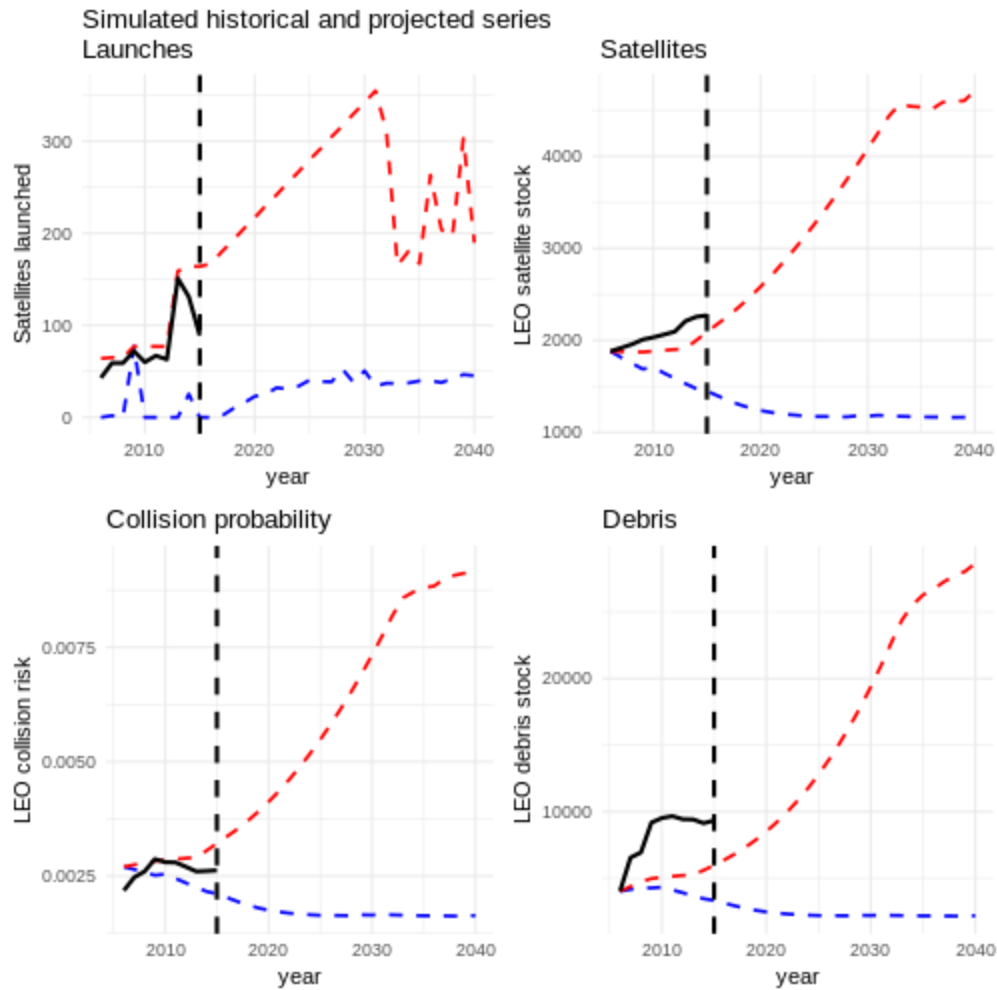 Simulated historical and projected series
Launches
Satellites launched
300
200
100
0
2010
2020
2030
2040
year
Satellites
LEO satellite stock
4000
3000
2000
1000
2010
2020
2030
2040
year
Collision probability
LEO collision risk
0.0075
0.0050
0.0025
2010
2020
2030
2040
year
Debris
LEO debris stock
20000
10000
2010
2020
2030
2040
year